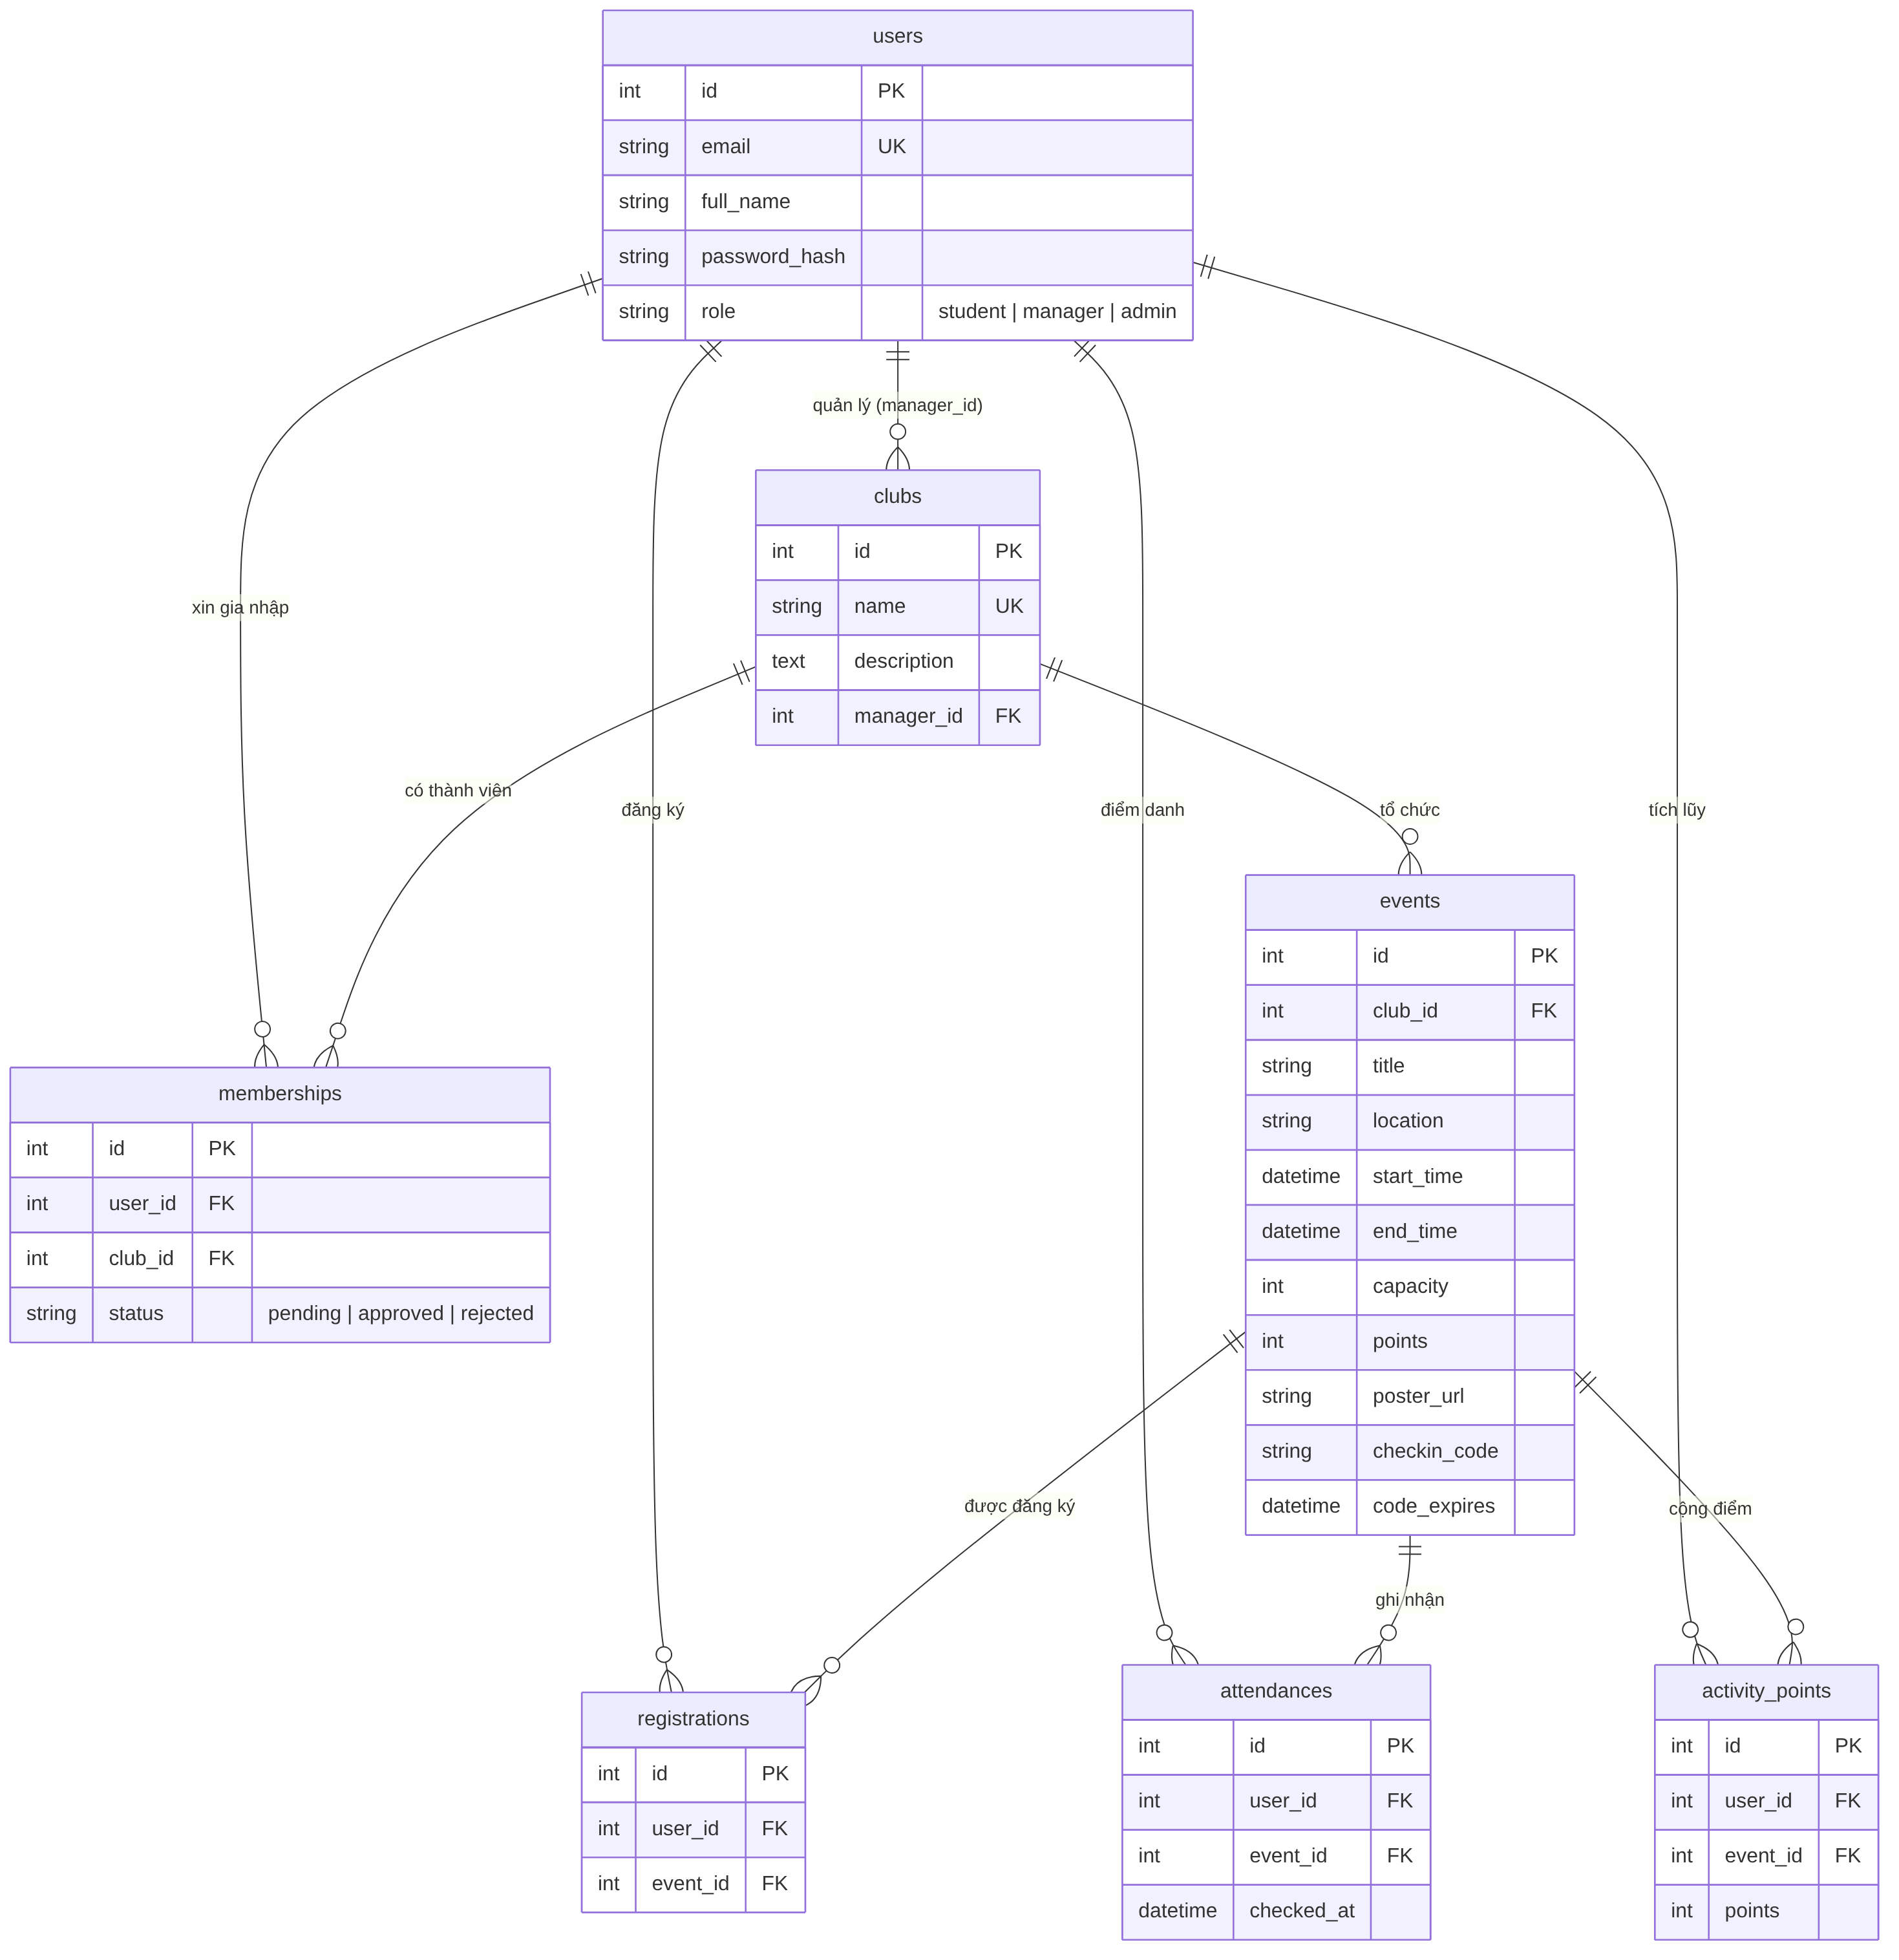 users
int id PK
string email UK
string full_name
string password_hash
string role student | manager | admin
quản lý (manager_id)
clubs
int id PK
string name UK
text description
int manager_id FK
xin gia nhập
có thành viên
đăng ký
điểm danh
tổ chức
tích lũy
events
int id PK
int club_id FK
string title
string location
datetime start_time
datetime end_time
int capacity
int points
string poster_url
string checkin_code
datetime code_expires
memberships
int id PK
int user_id FK
int club_id FK
string status pending | approved | rejected
được đăng ký
cộng điểm
ghi nhận
registrations
int id PK
int user_id FK
int event_id FK
attendances
int id PK
int user_id FK
int event_id FK
datetime checked_at
activity_points
int id PK
int user_id FK
int event_id FK
int points